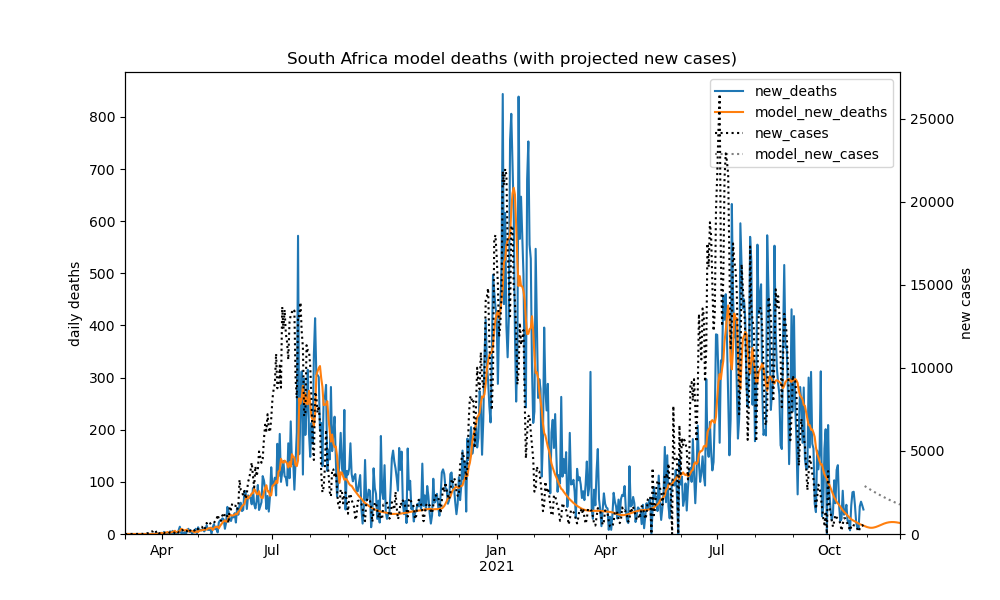 South Africa model deaths (with projected new cases)
new_deaths
model_new_deaths
new_cases
model_new_cases
daily deaths
800
700
600
500
400
300
200
100
0
new cases
25000
20000
15000
10000
5000
0
Apr Jul Oct Jan Apr Jul Oct
2021